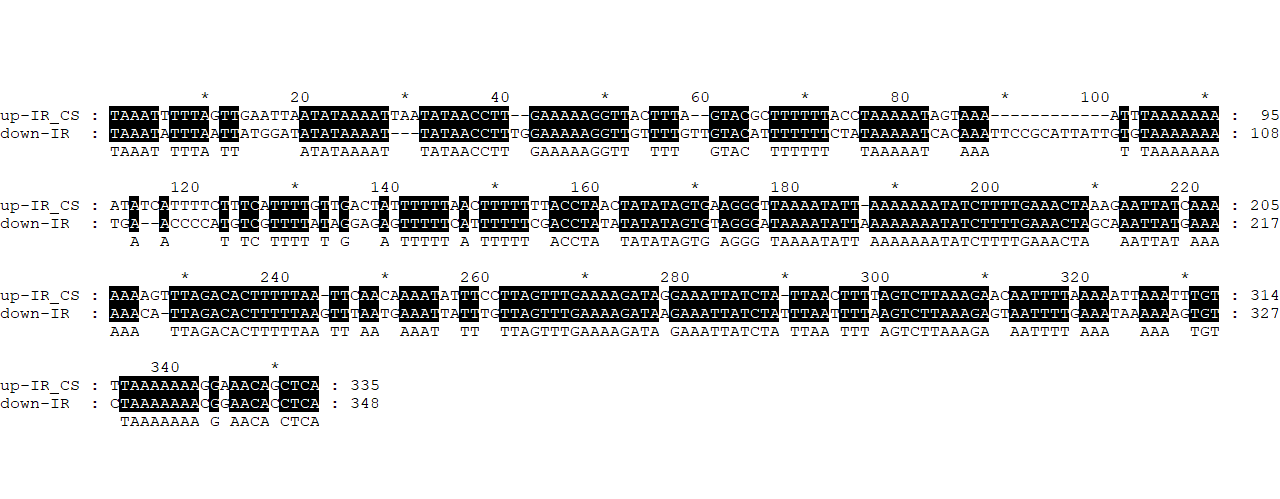 * 20 * 40 * 60 * 80 * 100 *
up-IR_CS : TAAATTTTTAGTTGAATTAATATAAAATTAATATAACCTT--GAAAAAGGTTACTTTA--GTACGCTTTTTTACCTAAAAATAGTAAA------------ATTTAAAAAAA : 95
down-IR : TAAATATTTAATTATGGATATATAAAAT---TATAACCTTTGGAAAAAGGTTGTTTTGTTGTACATTTTTTTCTATAAAAATCACAAATTCCGCATTATTGTGTAAAAAAA : 108
TAAAT TTTA TT      ATATAAAAT   TATAACCTT  GAAAAAGGTT  TTT   GTAC  TTTTTT   TAAAAAT   AAA             T TAAAAAAA
120 * 140 * 160 * 180 * 200 * 220
up-IR_CS : ATATCATTTTCTTTCATTTTGTTGACTATTTTTTAACTTTTTTTACCTAACTATATAGTGAAGGGTTAAAATATT-AAAAAAATATCTTTTGAAACTAAAGAATTATCAAA : 205
down-IR : TGA--ACCCCATGTCGTTTTATAGGAGAGTTTTTCATTTTTTCGACCTATATATATAGTGTAGGGATAAAATATTAAAAAAAATATCTTTTGAAACTAGCAAATTATGAAA : 217
A  A     T TC TTTT T G   A TTTTT A TTTTT  ACCTA  TATATAGTG AGGG TAAAATATT AAAAAAATATCTTTTGAAACTA   AATTAT AAA
* 240 * 260 * 280 * 300 * 320 *
up-IR_CS : AAAAGTTTAGACACTTTTTAA-TTCAACAAAATATTTCCTTAGTTTGAAAAGATAGGAAATTATCTA-TTAACTTTTAGTCTTAAAGAACAATTTTAAAAATTAAATTTGT : 314
down-IR : AAACA-TTAGACACTTTTTAAGTTTAATGAAATTATTTGTTAGTTTGAAAAGATAAGAAATTATCTATTTAATTTTAAGTCTTAAAGAGTAATTTTGAAATAAAAAAGTGT : 327
AAA   TTAGACACTTTTTAA TT AA  AAAT  TT  TTAGTTTGAAAAGATA GAAATTATCTA TTAA TTT AGTCTTAAAGA  AATTTT AAA   AAA  TGT
340 *
up-IR_CS : TTAAAAAAAGGAAACAGCTCA : 335
down-IR : CTAAAAAAACGGAACACCTCA : 348
TAAAAAAA G AACA CTCA